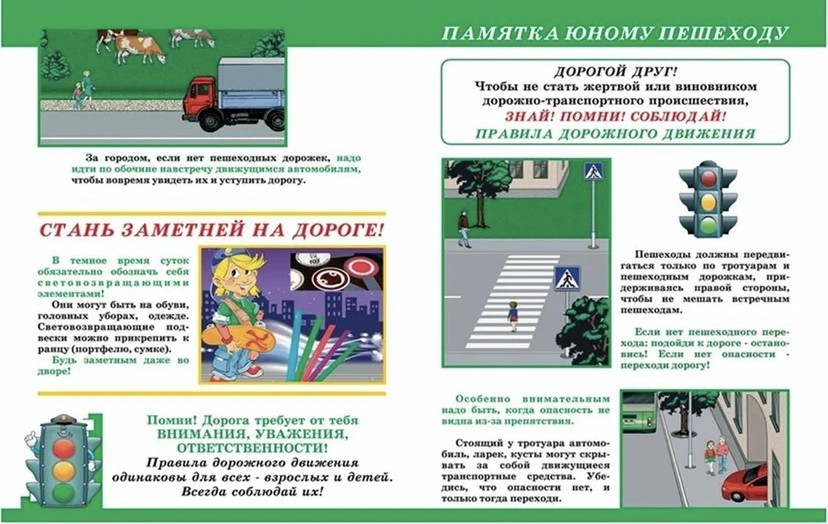 За городом, если нет пешеходных дорожек, надо
идти по обочине навстречу движущимся автомобилям,
чтобы вовремя увидеть их и уступить дорогу.
СТАНЬ ЗАМЕТНЕЙ НА ДОРОГЕ!
В темное время суток
обязательно обозначь себя
световозвращающими
элементами!
Они могут быть на обуви,
головных уборах, одежде.
Световозвращающие под-
вески можно прикрепить к
ранцу (портфелю, сумке).
Будь заметным даже во
дворе!
Помни! Дорога требует от тебя
ВНИМАНИЯ, УВАЖЕНИЯ,
ОТВЕТСТВЕННОСТИ!
Правила дорожного движения
одинаковы для всех - взрослых и детей.
Всегда соблюдай их!
ПАМЯТКА ЮНОМУ ПЕШЕХОДУ
ДОРОГОЙ ДРУГ!
Чтобы не стать жертвой или виновником
дорожно-транспортного происшествия,
ЗНАЙ! ПОМНИ! СОБЛЮДАЙ!
ПРАВИЛА ДОРОЖНОГО ДВИЖЕНИЯ
Пешеходы должны передви-
гаться только по тротуарам и
пешеходным дорожкам, при-
держиваясь правой стороны,
чтобы не мешать встречным
пешеходам.
Если нет пешеходного пере-
хода: подойди к дороге - остано-
вись! Если нет опасности -
переходи дорогу!
Особенно внимательным
надо быть, когда опасность не
видна из-за препятствия.
Стоящий у тротуара автомо-
биль, ларек, кусты могут скры-
вать за собой движущиеся
транспортные средства. Убе-
дись, что опасности нет, и
только тогда переходи.